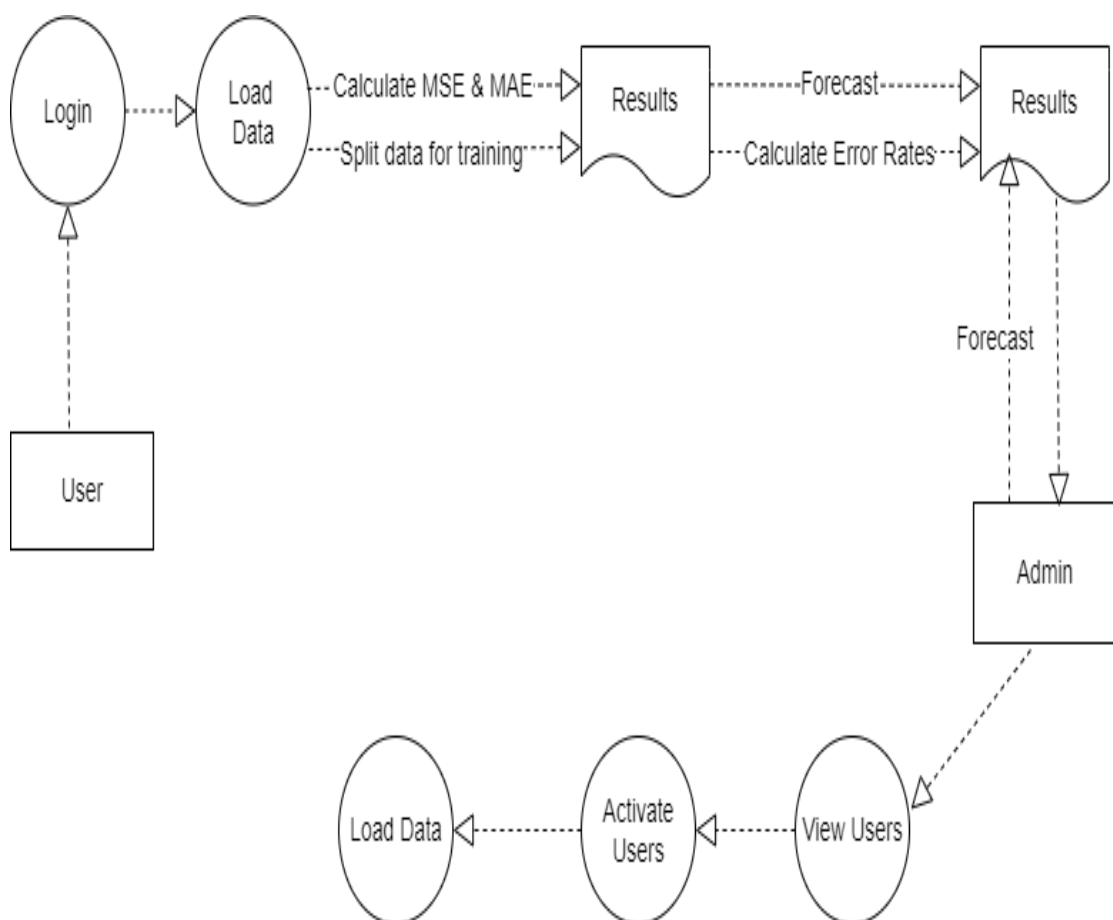 Login
Load
Data
Calculate MSE & MAE
Split data for training
Results
Forecast
Calculate Error Rates
Results
Forecast
User
Admin
Load Data
Activate
Users
View Users